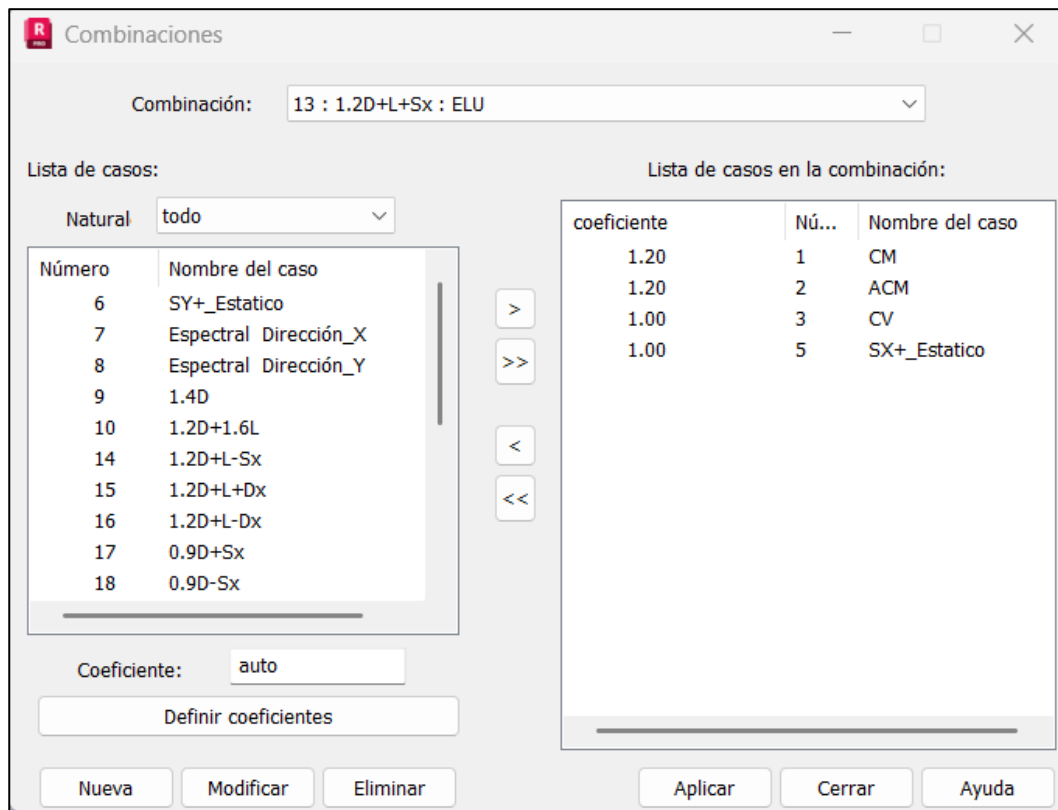 R
PRO
Combinaciones
Combinación: 13 : 1.2D+L+Sx : ELU
Lista de casos:
Natural todo
Número Nombre del caso
6 SY+_Estatico
7 Espectral Dirección_X
8 Espectral Dirección_Y
9 1.4D
10 1.2D+1.6L
14 1.2D+L-Sx
15 1.2D+L+Dx
16 1.2D+L-Dx
17 0.9D+Sx
18 0.9D-Sx
Coeficiente: auto
Definir coeficientes
Nueva Modificar Eliminar
>
>>
<
<<
Lista de casos en la combinación:
coeficiente Nú... Nombre del caso
1.20 1 CM
1.20 2 ACM
1.00 3 CV
1.00 5 SX+_Estatico
Aplicar Cerrar Ayuda